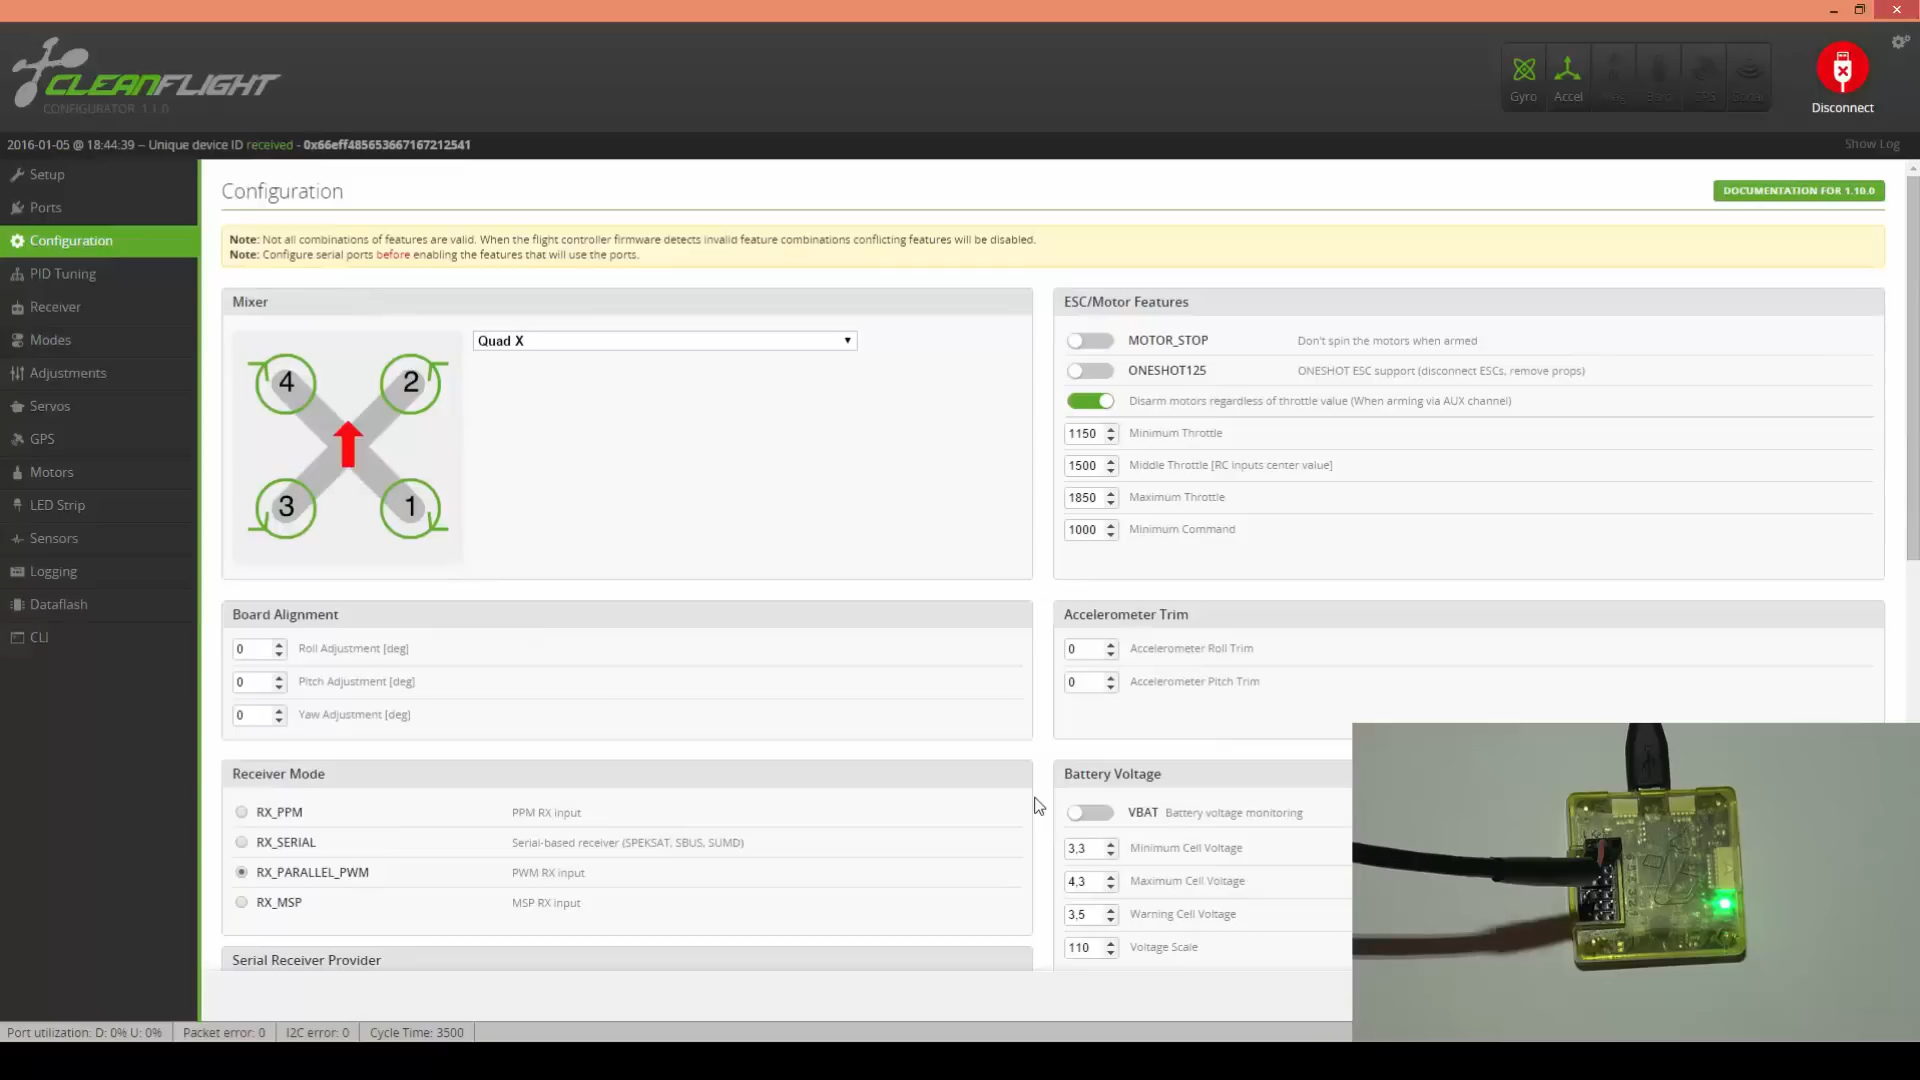 CLEANFLIGHT
CONFIGURATOR 1.1.0
Gyro
Accel
Disconnect
2016-01-05 @ 18:44:39 -- Unique device ID received - 0x66eff485653667167212541
Show Log
Setup
Ports
Configuration
PID Tuning
Receiver
Modes
Adjustments
Servos
GPS
Motors
LED Strip
Sensors
Logging
Dataflash
CLI
Configuration
DOCUMENTATION FOR 1.10.0
Note: Not all combinations of features are valid. When the flight controller firmware detects invalid feature combinations conflicting features will be disabled.
Note: Configure serial ports before enabling the features that will use the ports.
Mixer
Quad X
4
2
3
1
ESC/Motor Features
MOTOR_STOP Don't spin the motors when armed
ONESHOT125 ONESHOT ESC support (disconnect ESCs, remove props)
Disarm motors regardless of throttle value (When arming via AUX channel)
1150 Minimum Throttle
1500 Middle Throttle [RC inputs center value]
1850 Maximum Throttle
1000 Minimum Command
Board Alignment
0 Roll Adjustment [deg]
0 Pitch Adjustment [deg]
0 Yaw Adjustment [deg]
Accelerometer Trim
0 Accelerometer Roll Trim
0 Accelerometer Pitch Trim
Receiver Mode
RX_PPM PPM RX input
RX_SERIAL Serial-based receiver (SPEKSAT, SBUS, SUMD)
RX_PARALLEL_PWM PWM RX input
RX_MSP MSP RX input
Serial Receiver Provider
Battery Voltage
VBAT Battery voltage monitoring
3,3 Minimum Cell Voltage
4,3 Maximum Cell Voltage
3,5 Warning Cell Voltage
110 Voltage Scale
Port utilization: D: 0% U: 0%
Packet error: 0
I2C error: 0
Cycle Time: 3500